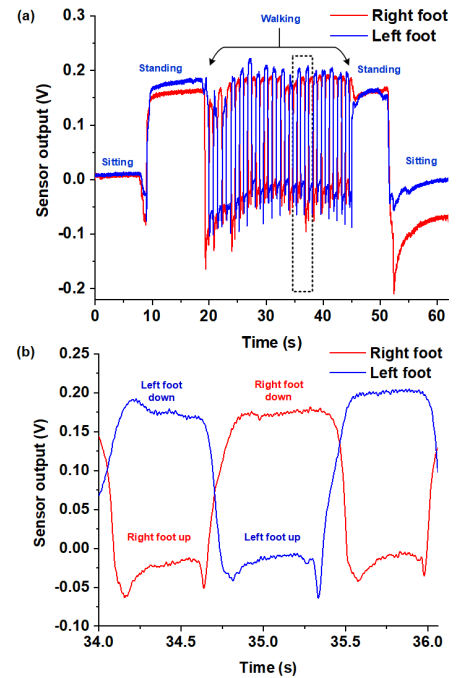 (a)
Walking
Right foot
Left foot
Standing
Standing
Sitting
Sitting
Sensor output (V)
0.3
0.2
0.1
0.0
-0.1
-0.2
0
10
20
30
40
50
60
Time (s)
(b)
Right foot
Left foot
Left foot
down
Right foot
down
Right foot up
Left foot up
Sensor output (V)
0.25
0.20
0.15
0.10
0.05
0.00
-0.05
-0.10
34.0
34.5
35.0
35.5
36.0
Time (s)